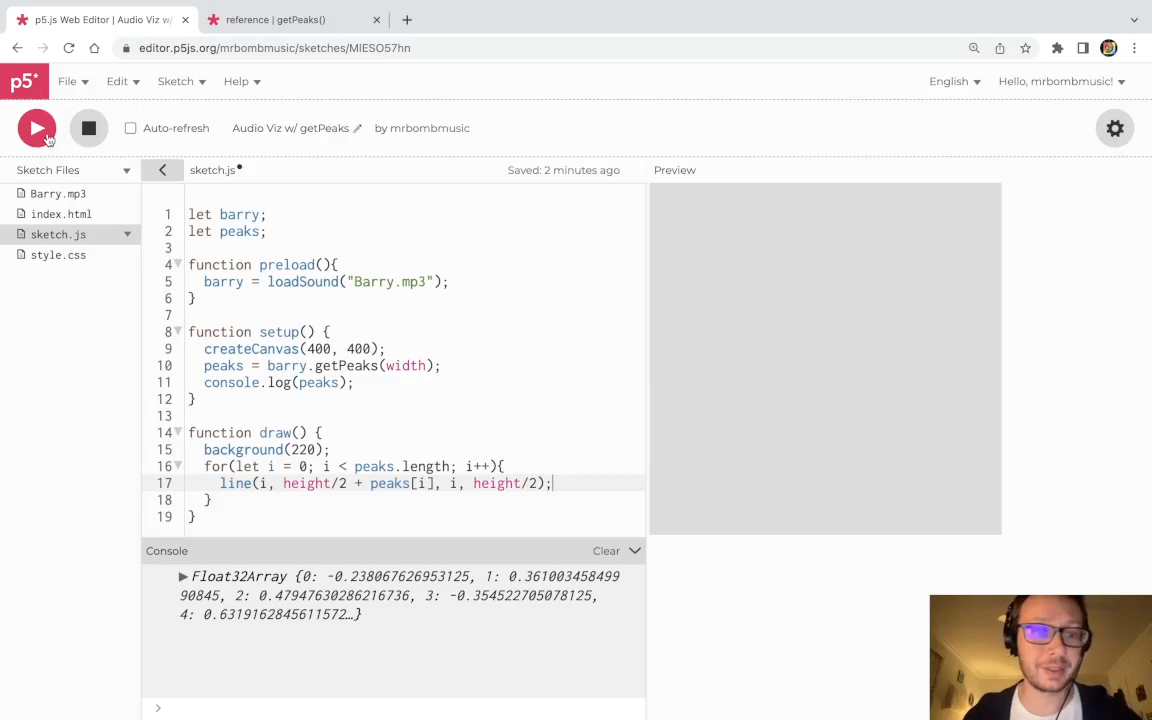 p5.js Web Editor | Audio Viz w/
reference | getPeaks()
editor.p5js.org/mrbombmusic/sketches/MIESO57hn
p5*
File
Edit
Sketch
Help
English
Hello, mrbombmusic!
Auto-refresh
Audio Viz w/ getPeaks
by mrbombmusic
Sketch Files
sketch.js
Saved: 2 minutes ago
Preview
Barry.mp3
index.html
sketch.js
style.css
1 let barry;
2 let peaks;
3
4 function preload(){
5 barry = loadSound("Barry.mp3");
6 }
7
8 function setup() {
9 createCanvas(400, 400);
10 peaks = barry.getPeaks(width);
11 console.log(peaks);
12 }
13
14 function draw() {
15 background(220);
16 for(let i = 0; i < peaks.length; i++){
17 line(i, height/2 + peaks[i], i, height/2);
18 }
19 }
Console
Clear
Float32Array {0: -0.238067626953125, 1: 0.361003458499
90845, 2: 0.47947630286216736, 3: -0.354522705078125,
4: 0.6319162845611572…}
>